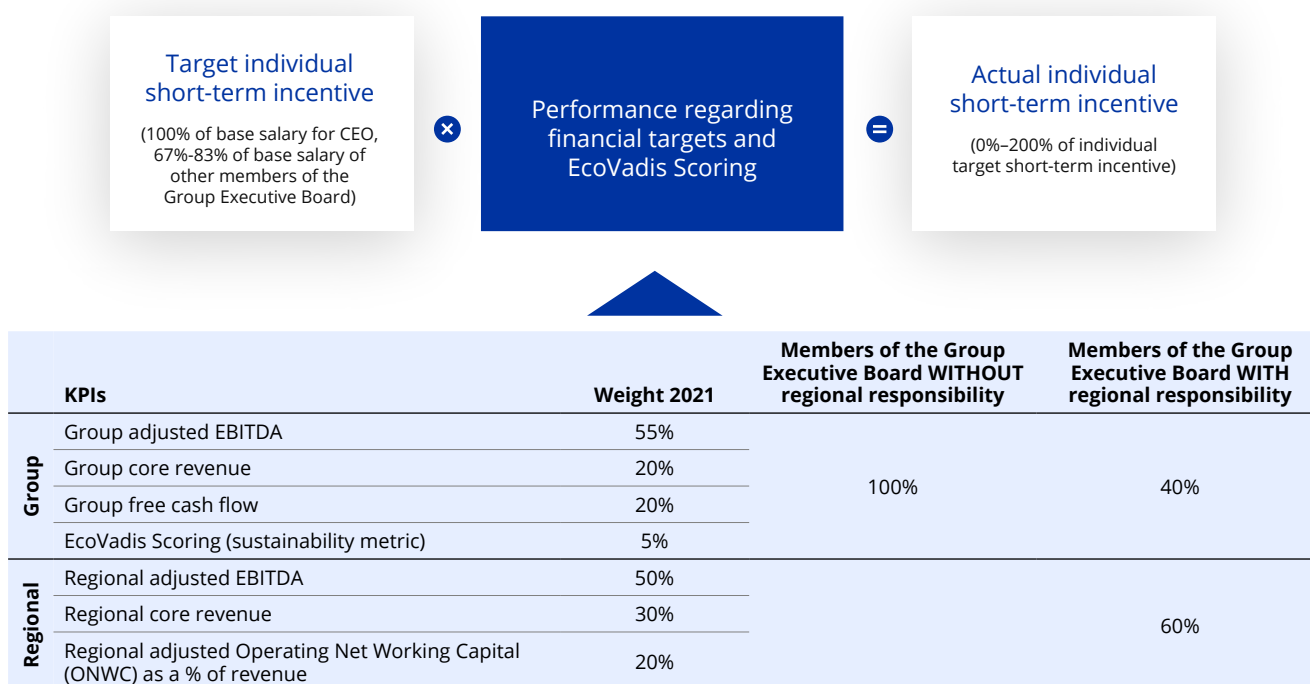 Target individual
short-term incentive
(100% of base salary for CEO,
67%-83% of base salary of
other members of the
Group Executive Board)
×
Performance regarding
financial targets and
EcoVadis Scoring
=
Actual individual
short-term incentive
(0%–200% of individual
target short-term incentive)
KPIs
Weight 2021
Members of the Group
Executive Board WITHOUT
regional responsibility
Members of the Group
Executive Board WITH
regional responsibility
Group
Group adjusted EBITDA 55%
Group core revenue 20%
Group free cash flow 20%
EcoVadis Scoring (sustainability metric) 5%
100%
40%
Regional
Regional adjusted EBITDA 50%
Regional core revenue 30%
Regional adjusted Operating Net Working Capital
(ONWC) as a % of revenue
20%
60%